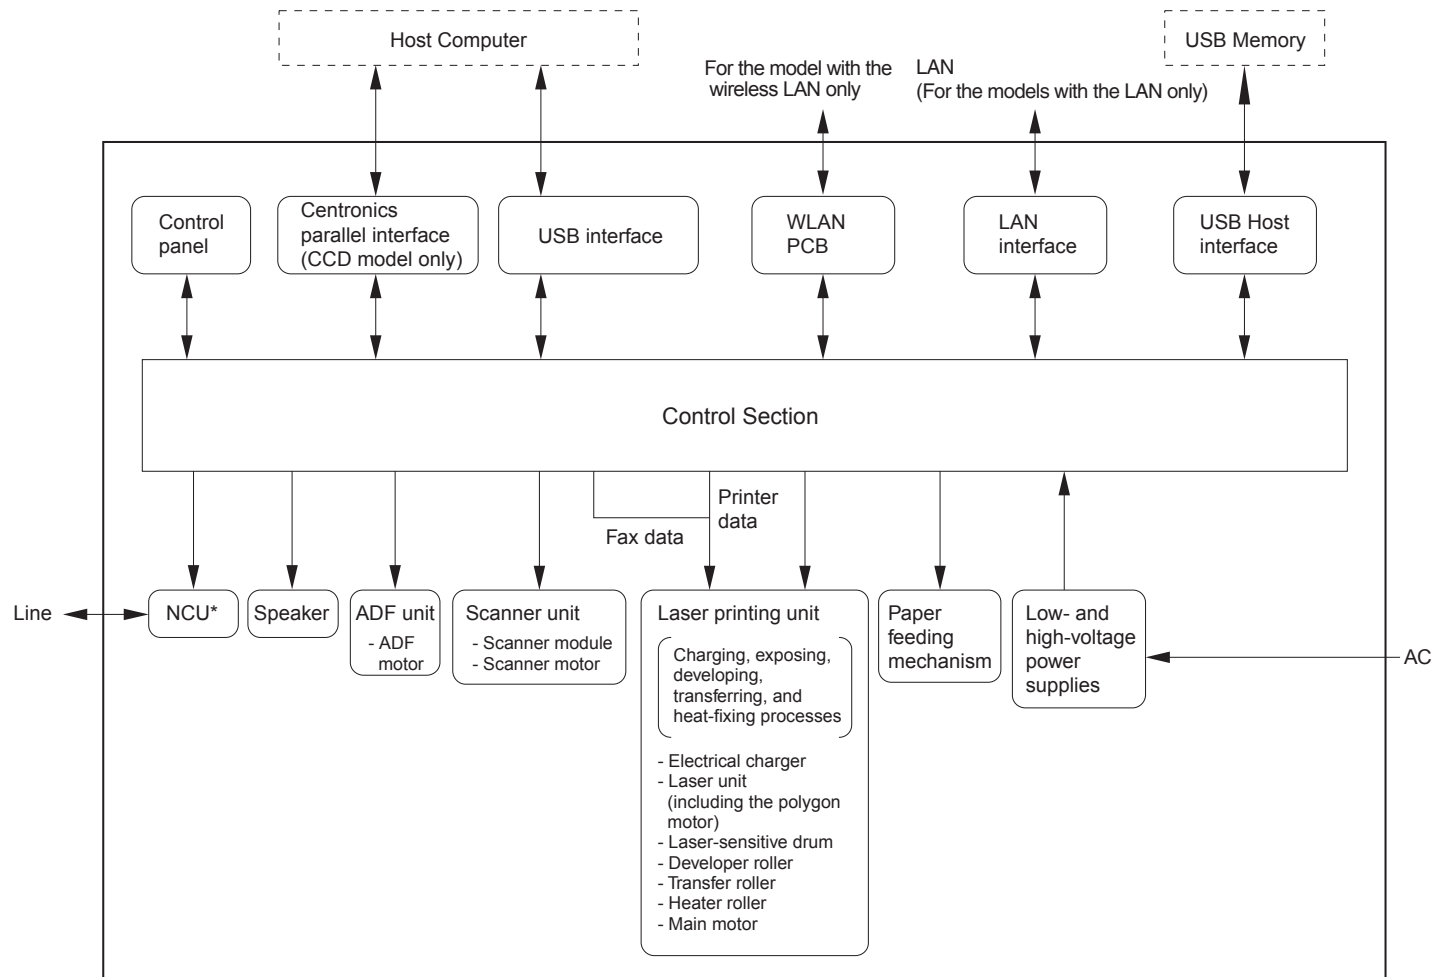 Host Computer
USB Memory
For the model with the
wireless LAN only
LAN
(For the models with the LAN only)
Control
panel
Centronics
parallel interface
(CCD model only)
USB interface
WLAN
PCB
LAN
interface
USB Host
interface
Control Section
Printer
data
Fax data
Line
NCU*
Speaker
ADF unit
- ADF
motor
Scanner unit
- Scanner module
- Scanner motor
Laser printing unit
Charging, exposing,
developing,
transferring, and
heat-fixing processes
- Electrical charger
- Laser unit
(including the polygon
motor)
- Laser-sensitive drum
- Developer roller
- Transfer roller
- Heater roller
- Main motor
Paper
feeding
mechanism
Low- and
high-voltage
power
supplies
AC